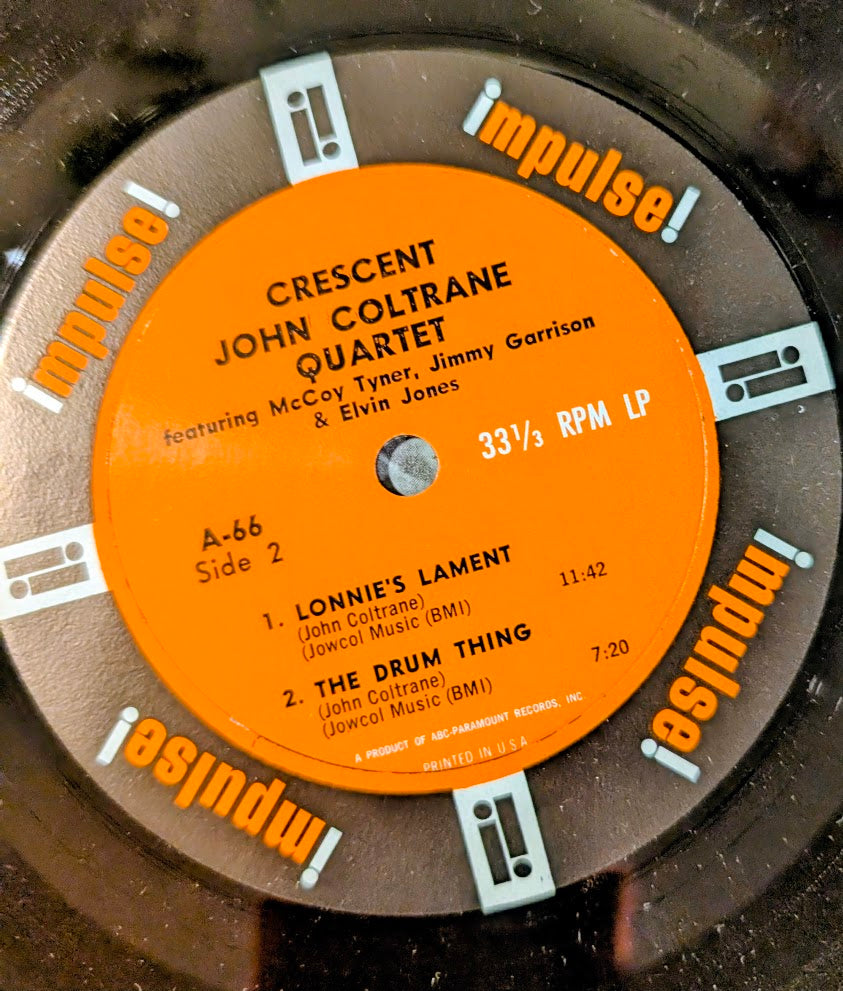 impulse!
impulse!
CRESCENT
JOHN COLTRANE
QUARTET
featuring McCoy Tyner, Jimmy Garrison
& Elvin Jones
33 1/3 RPM LP
A-66
Side 2
1. LONNIE'S LAMENT 11:42
(John Coltrane)
(Jowcol Music (BMI)
2. THE DRUM THING 7:20
(John Coltrane)
(Jowcol Music (BMI)
A PRODUCT OF ABC-PARAMOUNT RECORDS, INC.
PRINTED IN U.S.A.
impulse!
impulse!